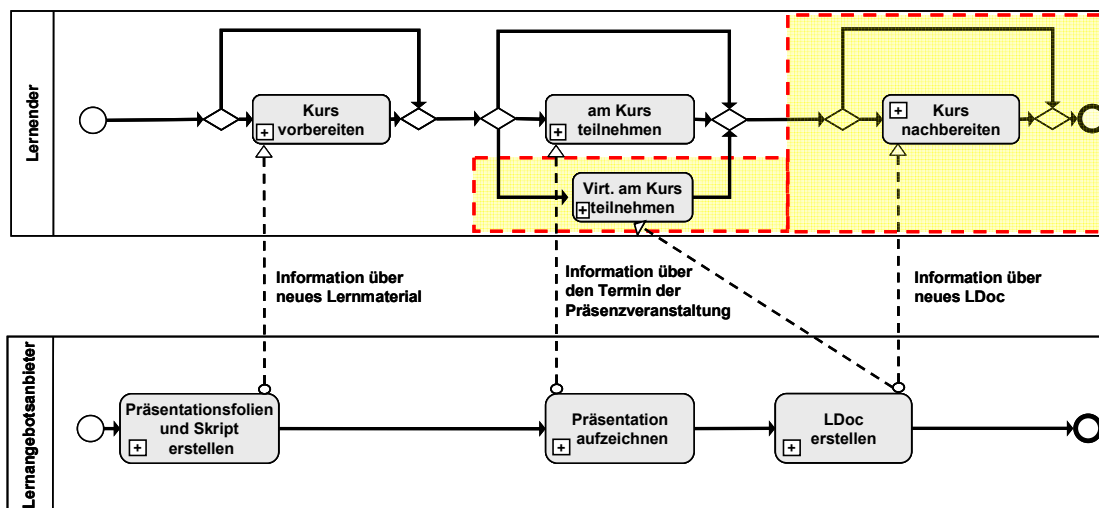 Lernender
Kurs
vorbereiten
am Kurs
teilnehmen
Kurs
nachbereiten
Virt. am Kurs
teilnehmen
Information über
neues Lernmaterial
Information über
den Termin der
Präsenzveranstaltung
Information über
neues LDoc
Lernangebotsanbieter
Präsentationsfolien
und Skript
erstellen
Präsentation
aufzeichnen
LDoc
erstellen